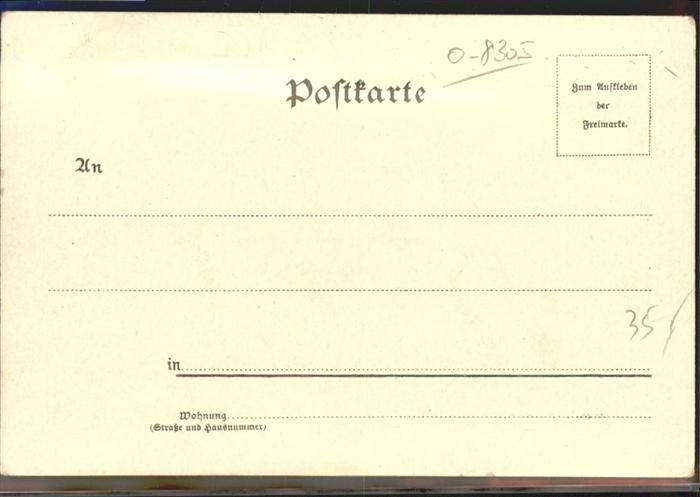 0-8305
Postkarte
Zum Aufkleben
der
Freimarke.
An
35
in
Wohnung
(Straße und Hausnummer)